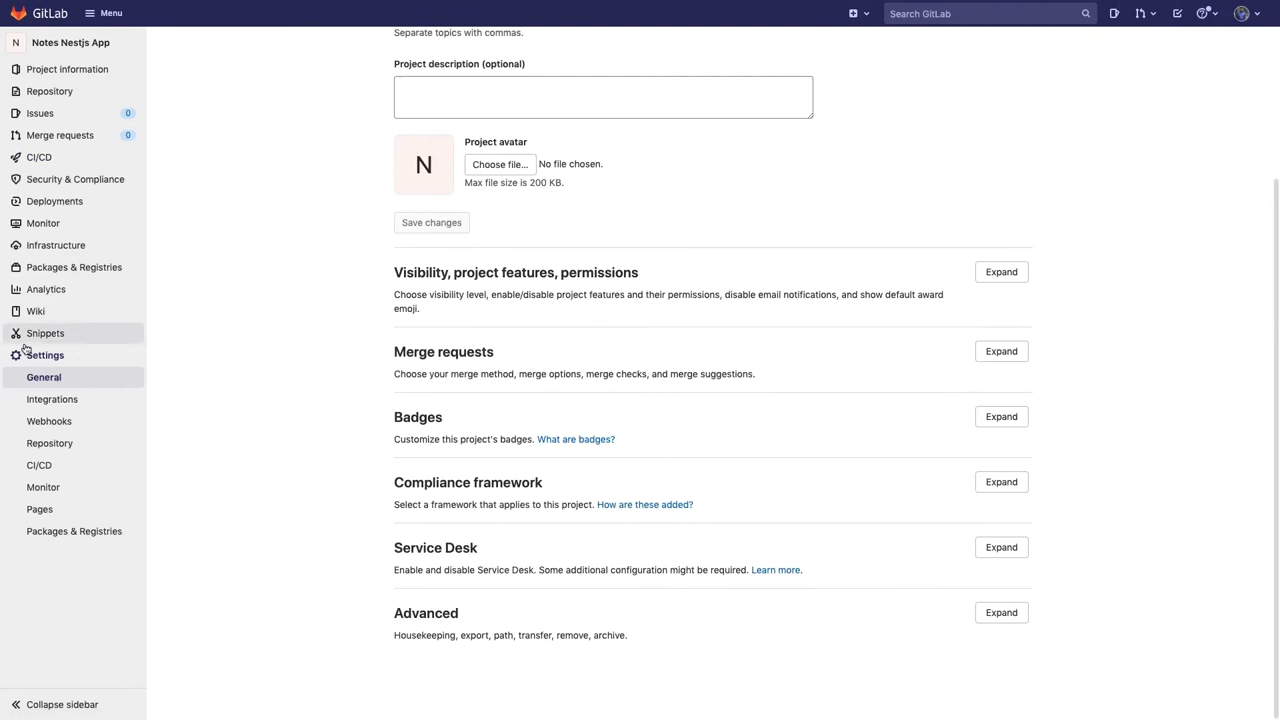 GitLab
Menu
Search GitLab
N
Notes Nestjs App
Project information
Repository
Issues
0
Merge requests
0
CI/CD
Security & Compliance
Deployments
Monitor
Infrastructure
Packages & Registries
Analytics
Wiki
Snippets
Settings
General
Integrations
Webhooks
Repository
CI/CD
Monitor
Pages
Packages & Registries
Collapse sidebar
Separate topics with commas.
Project description (optional)
N
Project avatar
Choose file...
No file chosen.
Max file size is 200 KB.
Save changes
Visibility, project features, permissions
Expand
Choose visibility level, enable/disable project features and their permissions, disable email notifications, and show default award
emoji.
Merge requests
Expand
Choose your merge method, merge options, merge checks, and merge suggestions.
Badges
Expand
Customize this project's badges. What are badges?
Compliance framework
Expand
Select a framework that applies to this project. How are these added?
Service Desk
Expand
Enable and disable Service Desk. Some additional configuration might be required. Learn more.
Advanced
Expand
Housekeeping, export, path, transfer, remove, archive.